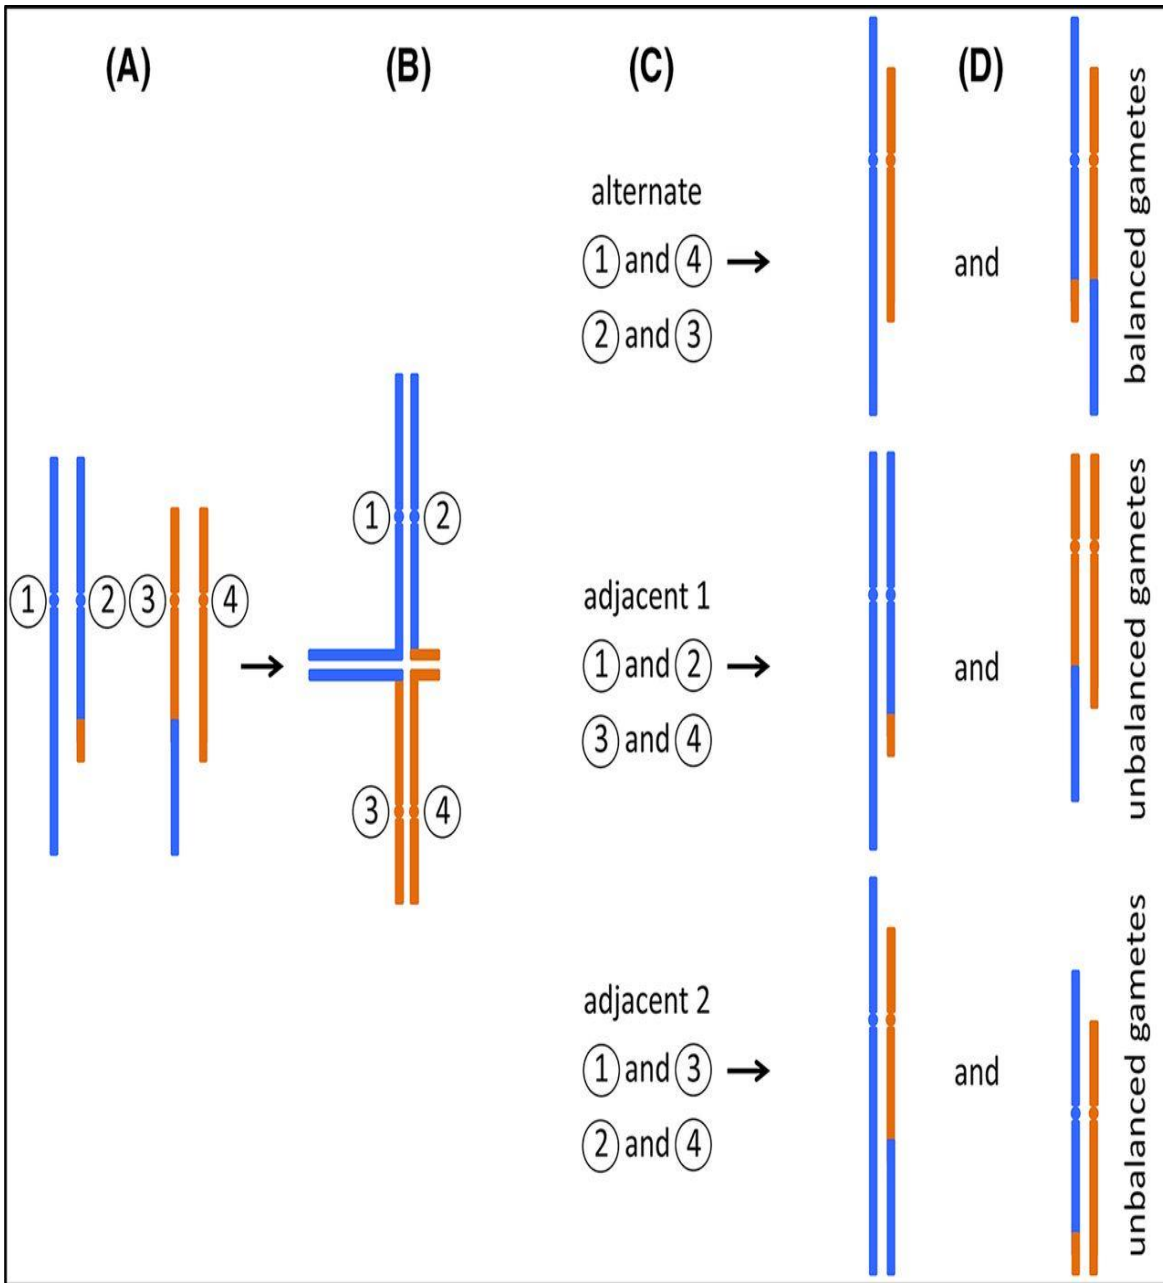 (A)
(B)
(C)
(D)
1
2
3
4
1
2
3
4
alternate
1 and 4
2 and 3
and
balanced gametes
adjacent 1
1 and 2
3 and 4
and
unbalanced gametes
adjacent 2
1 and 3
2 and 4
and
unbalanced gametes